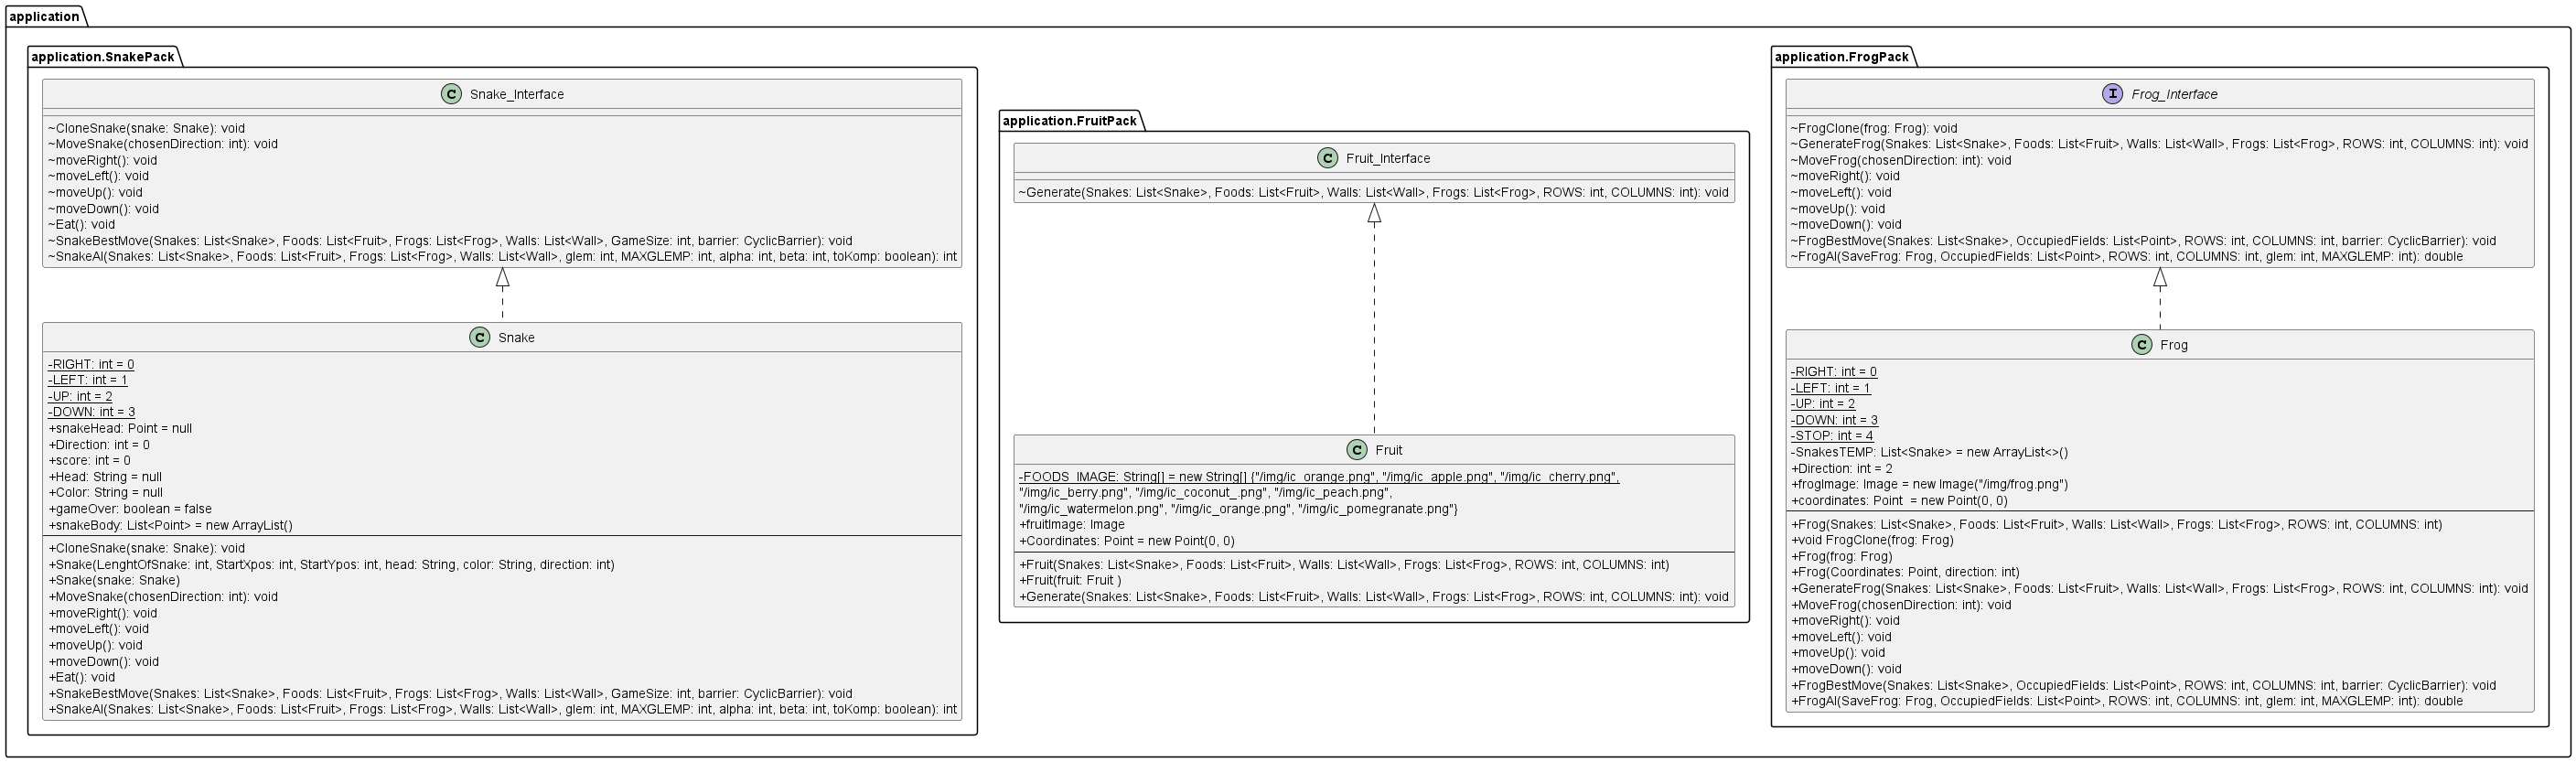 application
application.SnakePack
C Snake_Interface
~CloneSnake(snake: Snake): void
~MoveSnake(chosenDirection: int): void
~moveRight(): void
~moveLeft(): void
~moveUp(): void
~moveDown(): void
~Eat(): void
~SnakeBestMove(Snakes: List<Snake>, Foods: List<Fruit>, Frogs: List<Frog>, Walls: List<Wall>, GameSize: int, barrier: CyclicBarrier): void
~SnakeAI(Snakes: List<Snake>, Foods: List<Fruit>, Frogs: List<Frog>, Walls: List<Wall>, glem: int, MAXGLEMP: int, alpha: int, beta: int, toKomp: boolean): int
C Snake
-RIGHT: int = 0
-LEFT: int = 1
-UP: int = 2
-DOWN: int = 3
+snakeHead: Point = null
+Direction: int = 0
+score: int = 0
+Head: String = null
+Color: String = null
+gameOver: boolean = false
+snakeBody: List<Point> = new ArrayList()
+CloneSnake(snake: Snake): void
+Snake(LenghtOfSnake: int, StartXpos: int, StartYpos: int, head: String, color: String, direction: int)
+Snake(snake: Snake)
+MoveSnake(chosenDirection: int): void
+moveRight(): void
+moveLeft(): void
+moveUp(): void
+moveDown(): void
+Eat(): void
+SnakeBestMove(Snakes: List<Snake>, Foods: List<Fruit>, Frogs: List<Frog>, Walls: List<Wall>, GameSize: int, barrier: CyclicBarrier): void
+SnakeAI(Snakes: List<Snake>, Foods: List<Fruit>, Frogs: List<Frog>, Walls: List<Wall>, glem: int, MAXGLEMP: int, alpha: int, beta: int, toKomp: boolean): int
application.FruitPack
C Fruit_Interface
~Generate(Snakes: List<Snake>, Foods: List<Fruit>, Walls: List<Wall>, Frogs: List<Frog>, ROWS: int, COLUMNS: int): void
C Fruit
-FOODS_IMAGE: String[] = new String[] {"/img/ic_orange.png", "/img/ic_apple.png", "/img/ic_cherry.png",
"/img/ic_berry.png", "/img/ic_coconut_.png", "/img/ic_peach.png",
"/img/ic_watermelon.png", "/img/ic_orange.png", "/img/ic_pomegranate.png"}
+fruitImage: Image
+Coordinates: Point = new Point(0, 0)
+Fruit(Snakes: List<Snake>, Foods: List<Fruit>, Walls: List<Wall>, Frogs: List<Frog>, ROWS: int, COLUMNS: int)
+Fruit(fruit: Fruit )
+Generate(Snakes: List<Snake>, Foods: List<Fruit>, Walls: List<Wall>, Frogs: List<Frog>, ROWS: int, COLUMNS: int): void
application.FrogPack
I Frog_Interface
~FrogClone(frog: Frog): void
~GenerateFrog(Snakes: List<Snake>, Foods: List<Fruit>, Walls: List<Wall>, Frogs: List<Frog>, ROWS: int, COLUMNS: int): void
~MoveFrog(chosenDirection: int): void
~moveRight(): void
~moveLeft(): void
~moveUp(): void
~moveDown(): void
~FrogBestMove(Snakes: List<Snake>, OccupiedFields: List<Point>, ROWS: int, COLUMNS: int, barrier: CyclicBarrier): void
~FrogAI(SaveFrog: Frog, OccupiedFields: List<Point>, ROWS: int, COLUMNS: int, glem: int, MAXGLEMP: int): double
C Frog
-RIGHT: int = 0
-LEFT: int = 1
-UP: int = 2
-DOWN: int = 3
-STOP: int = 4
-SnakesTEMP: List<Snake> = new ArrayList<>()
+Direction: int = 2
+frogImage: Image = new Image("/img/frog.png")
+coordinates: Point  = new Point(0, 0)
+Frog(Snakes: List<Snake>, Foods: List<Fruit>, Walls: List<Wall>, Frogs: List<Frog>, ROWS: int, COLUMNS: int)
+void FrogClone(frog: Frog)
+Frog(frog: Frog)
+Frog(Coordinates: Point, direction: int)
+GenerateFrog(Snakes: List<Snake>, Foods: List<Fruit>, Walls: List<Wall>, Frogs: List<Frog>, ROWS: int, COLUMNS: int): void
+MoveFrog(chosenDirection: int): void
+moveRight(): void
+moveLeft(): void
+moveUp(): void
+moveDown(): void
+FrogBestMove(Snakes: List<Snake>, OccupiedFields: List<Point>, ROWS: int, COLUMNS: int, barrier: CyclicBarrier): void
+FrogAI(SaveFrog: Frog, OccupiedFields: List<Point>, ROWS: int, COLUMNS: int, glem: int, MAXGLEMP: int): double